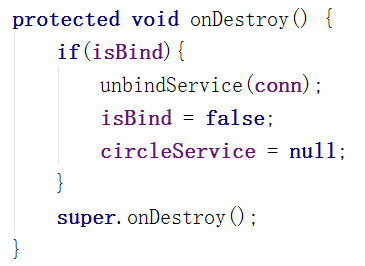 protected void onDestroy() {
    if(isBind){
        unbindService(conn);
        isBind = false;
        circleService = null;
    }
    super.onDestroy();
}